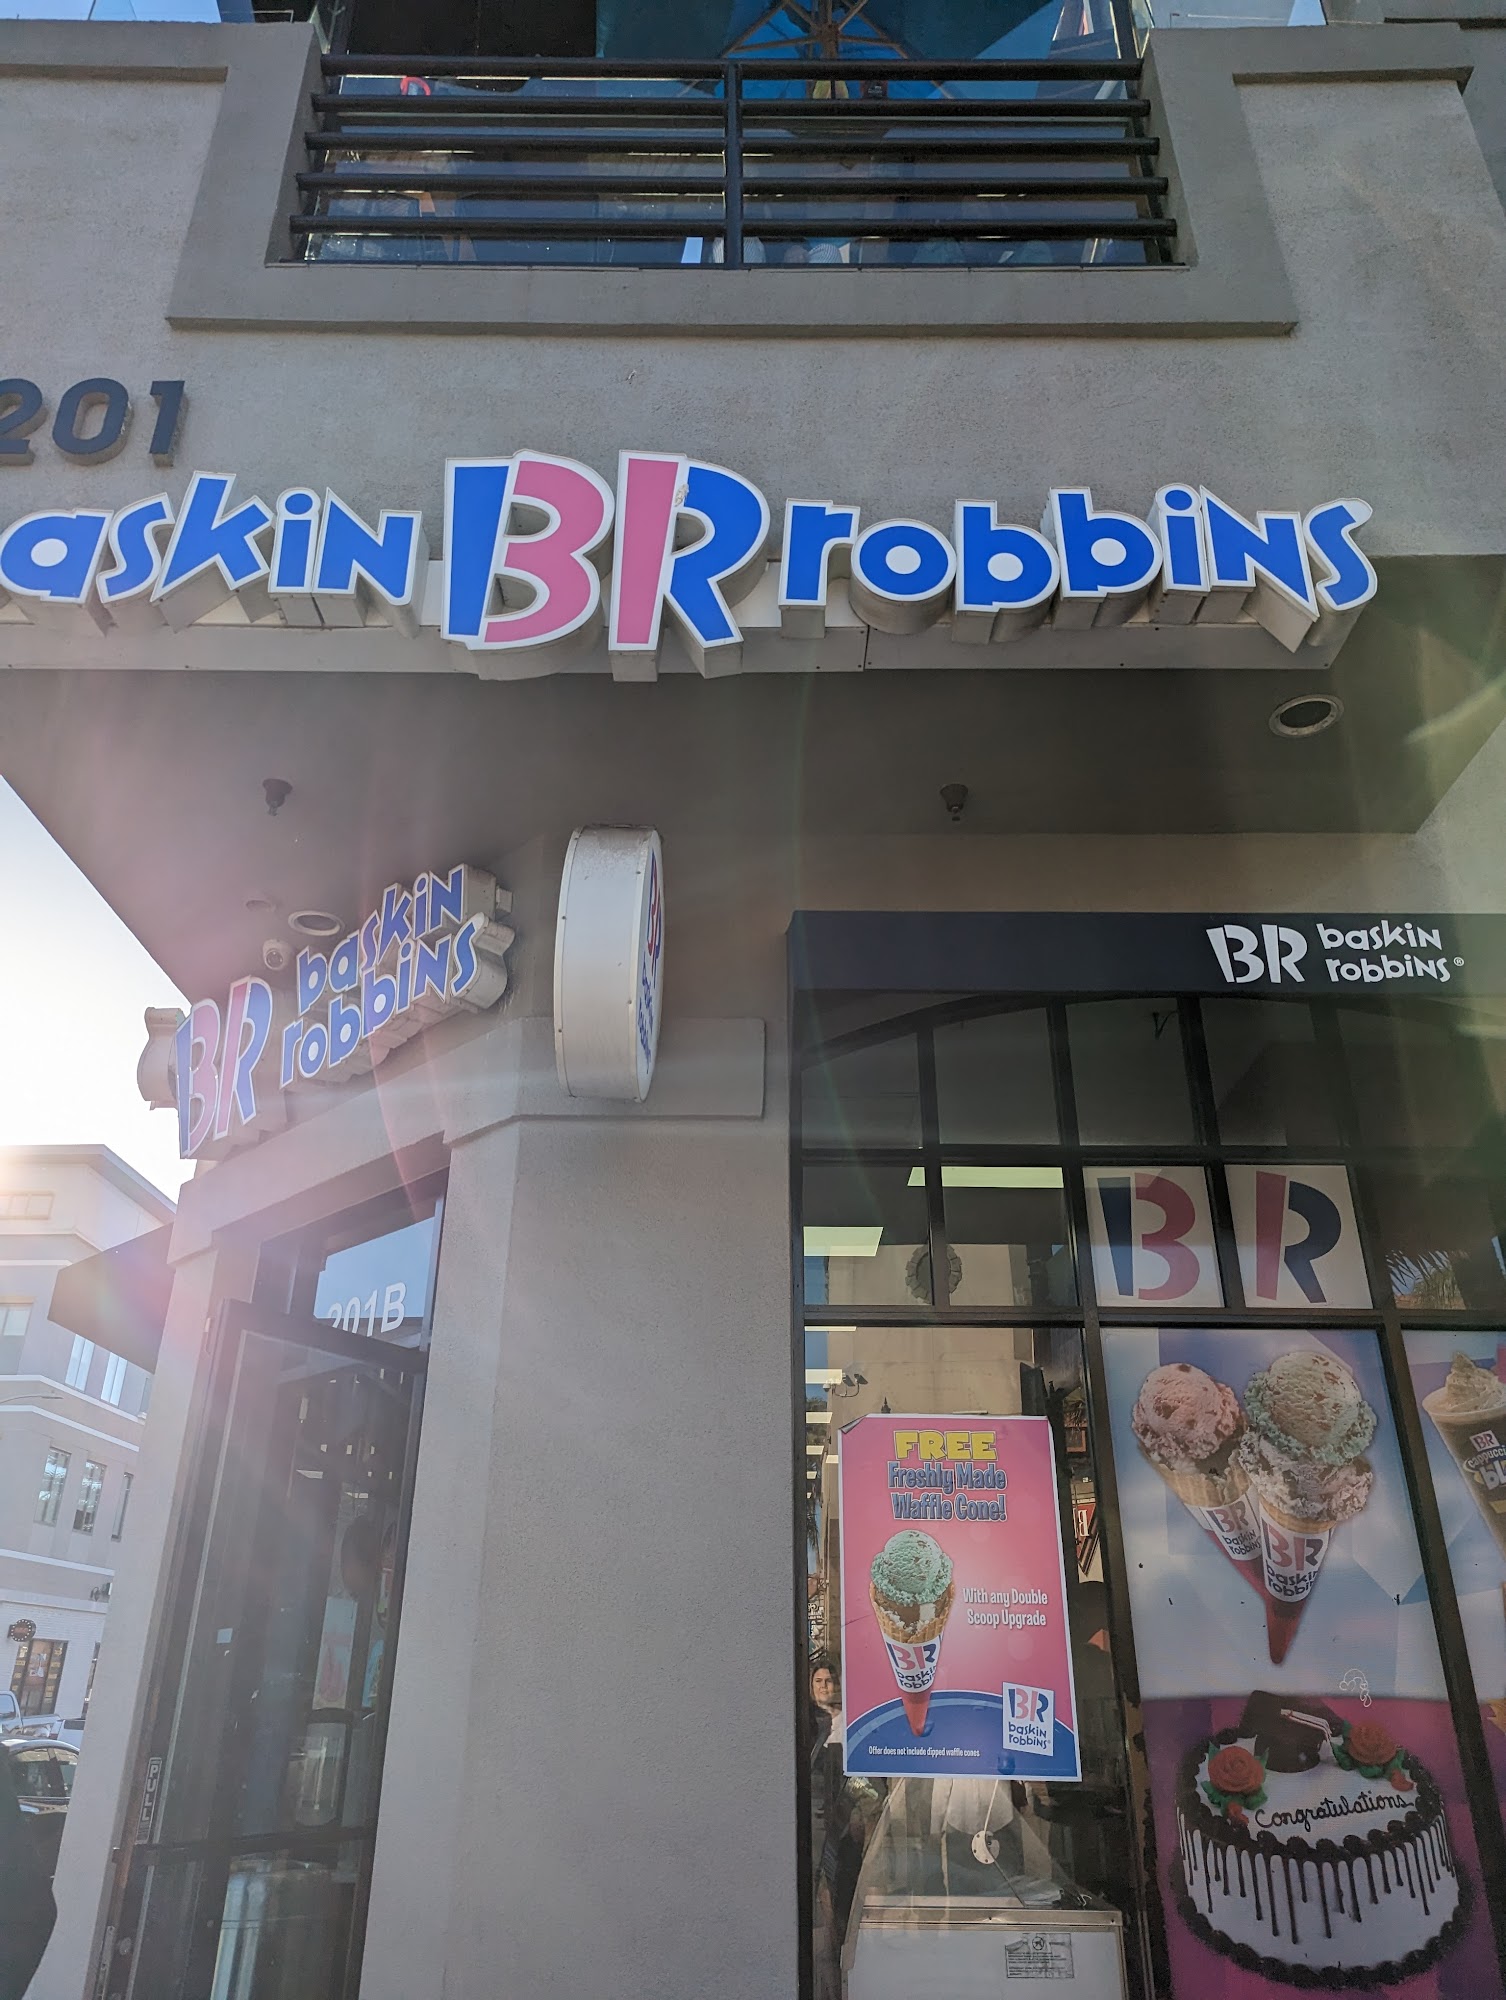 201
baskin BR robbins
BR baskin
robbins
BR baskin
robbins®
201B
BR
FREE
Freshly Made
Waffle Cone!
With any Double
Scoop Upgrade
BR
baskin
robbins®
Offer does not include dipped waffle cones
BR
baskin
robbins
BR
baskin
robbins
BR
Congratulations
PULL